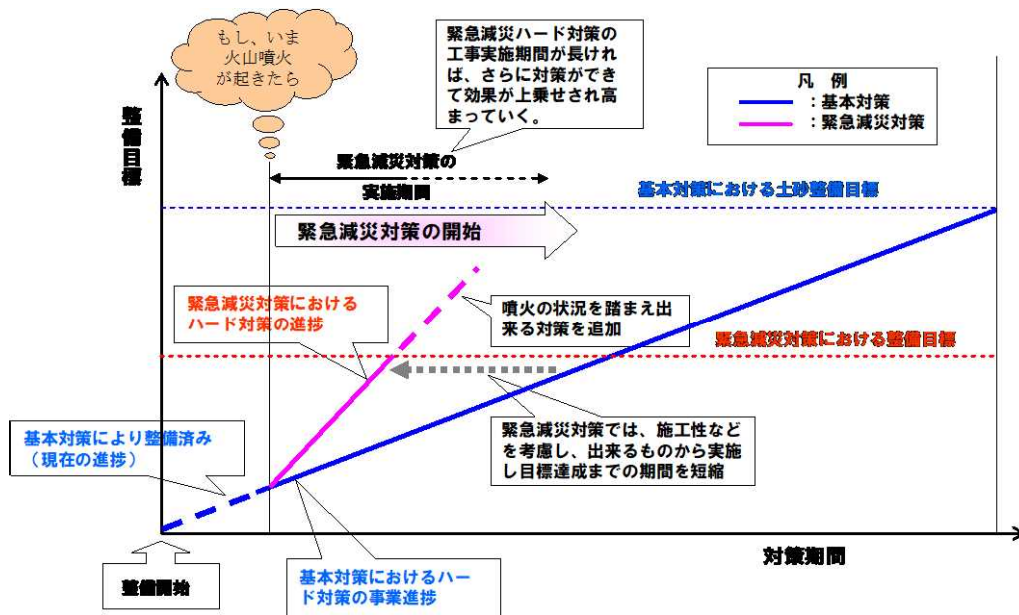 もし、いま
火山噴火
が起きたら
緊急減災ハード対策の
工事実施期間が長けれ
ば、さらに対策ができ
て効果が上乗せされ高
まっていく。
凡　例
：基本対策
：緊急減災対策
整備目標
緊急減災対策の
実施期間
基本対策における土砂整備目標
緊急減災対策の開始
緊急減災対策における
ハード対策の進捗
噴火の状況を踏まえ出
来る対策を追加
緊急減災対策における整備目標
基本対策により整備済み
（現在の進捗）
緊急減災対策では、施工性など
を考慮し、出来るものから実施
し目標達成までの期間を短縮
対策期間
整備開始
基本対策におけるハー
ド対策の事業進捗